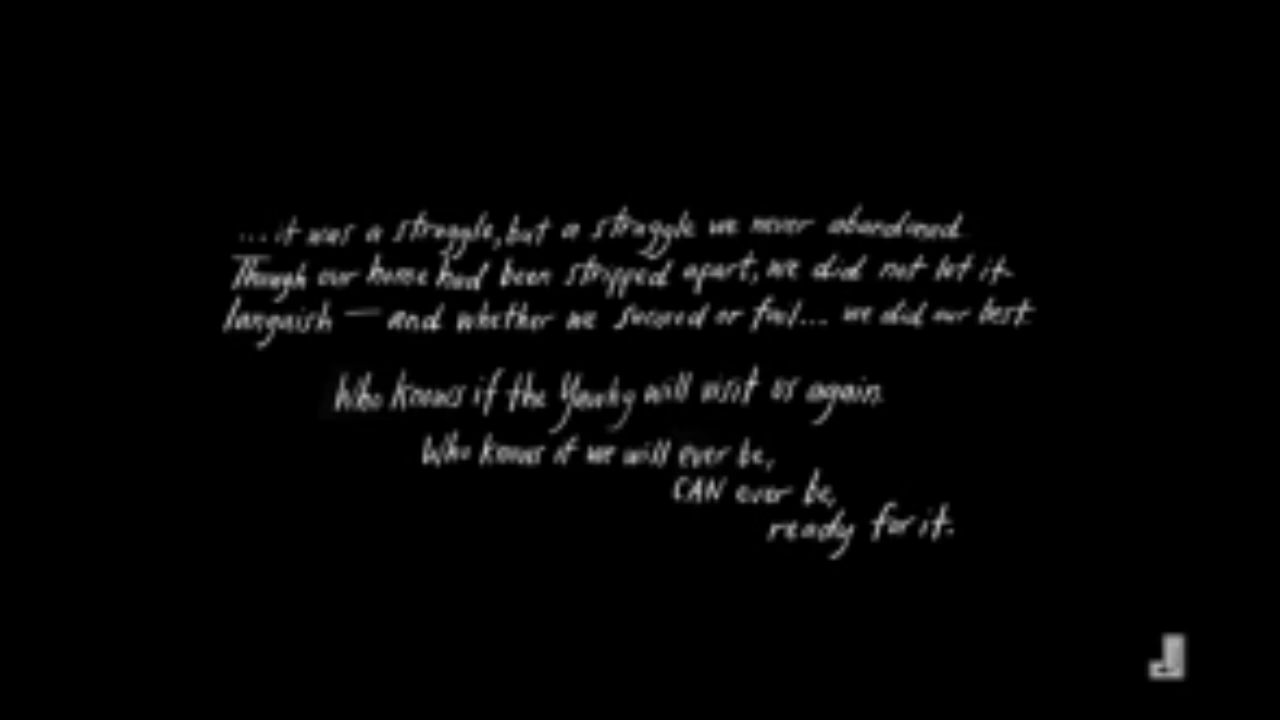 ...it was a struggle, but a struggle we never abandoned.
Though our home had been stripped apart, we did not let it
languish — and whether we succeed or fail... we did our best.
Who knows if the Yawhg will visit us again.
Who knows if we will ever be,
CAN ever be,
ready for it.